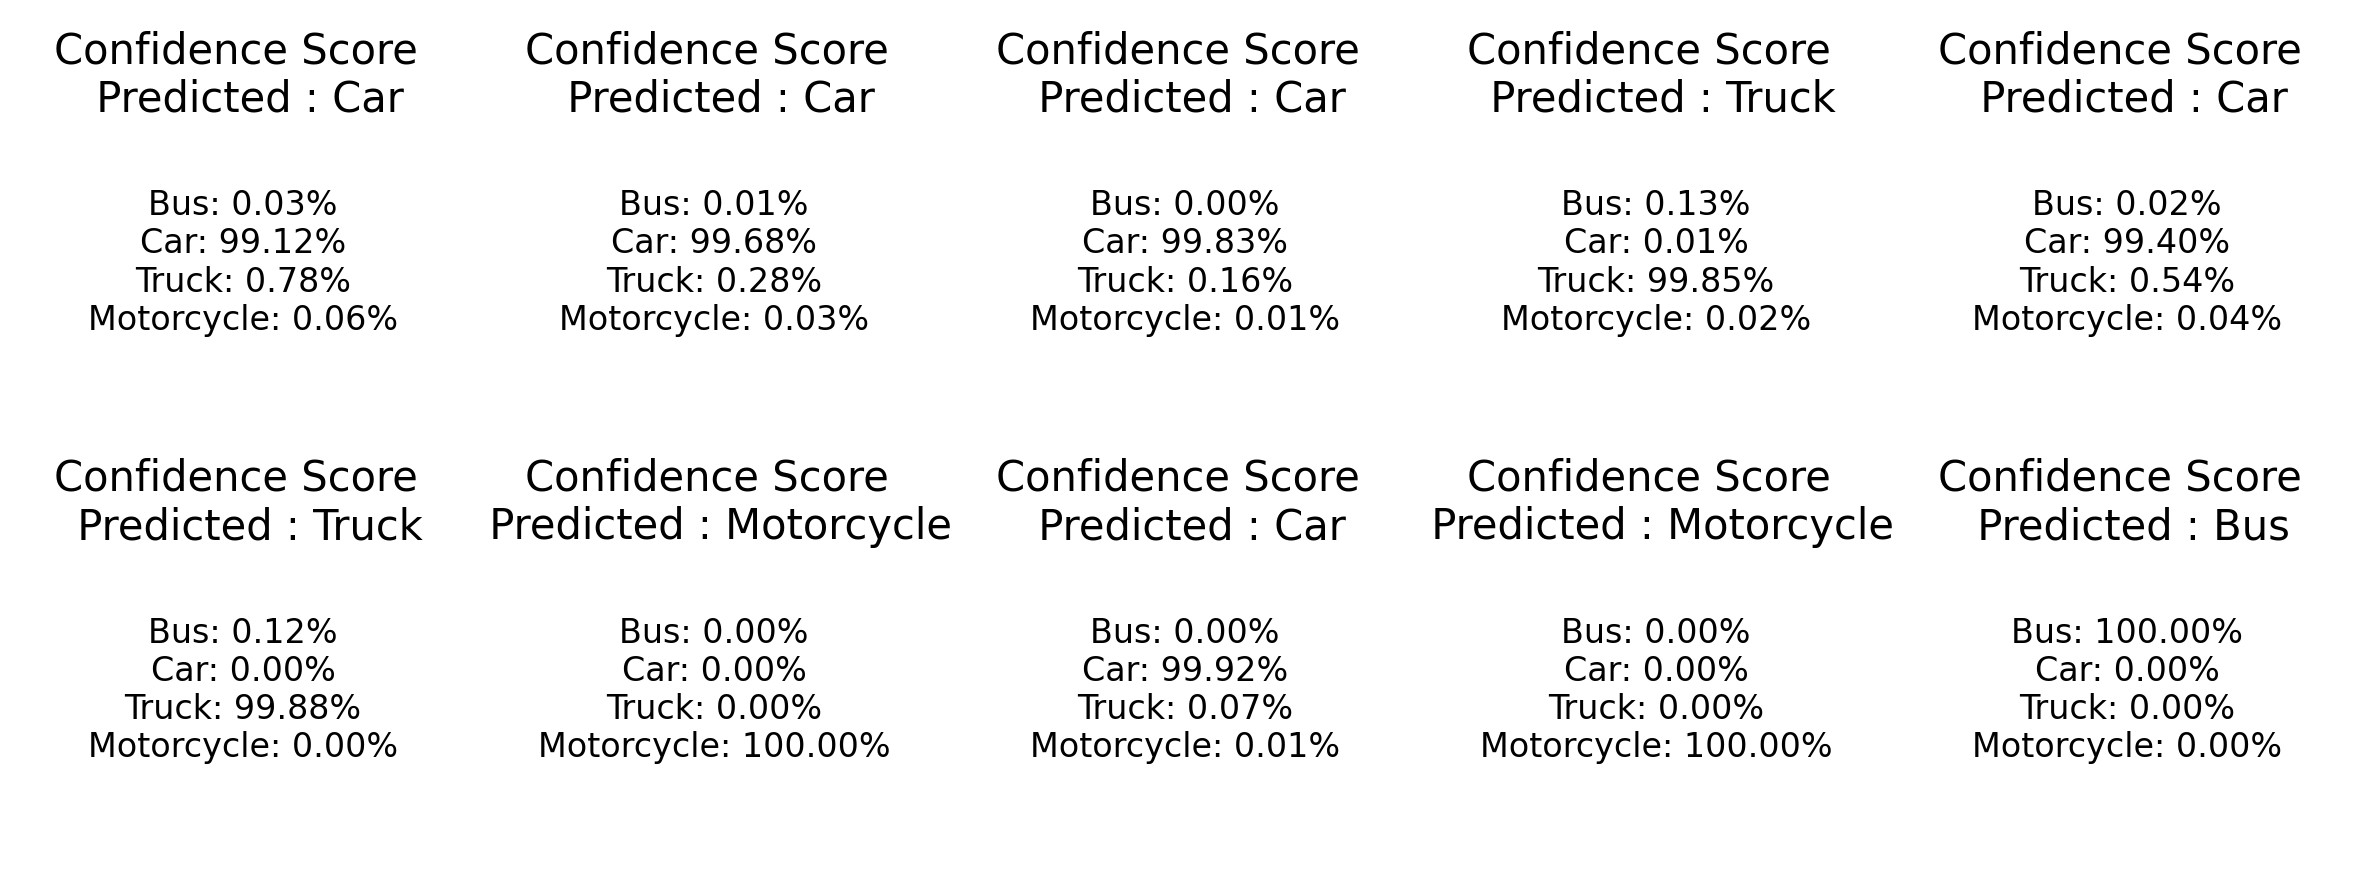 Confidence Score
Predicted : Car
Bus: 0.03%
Car: 99.12%
Truck: 0.78%
Motorcycle: 0.06%
Confidence Score
Predicted : Car
Bus: 0.01%
Car: 99.68%
Truck: 0.28%
Motorcycle: 0.03%
Confidence Score
Predicted : Car
Bus: 0.00%
Car: 99.83%
Truck: 0.16%
Motorcycle: 0.01%
Confidence Score
Predicted : Truck
Bus: 0.13%
Car: 0.01%
Truck: 99.85%
Motorcycle: 0.02%
Confidence Score
Predicted : Car
Bus: 0.02%
Car: 99.40%
Truck: 0.54%
Motorcycle: 0.04%
Confidence Score
Predicted : Truck
Bus: 0.12%
Car: 0.00%
Truck: 99.88%
Motorcycle: 0.00%
Confidence Score
Predicted : Motorcycle
Bus: 0.00%
Car: 0.00%
Truck: 0.00%
Motorcycle: 100.00%
Confidence Score
Predicted : Car
Bus: 0.00%
Car: 99.92%
Truck: 0.07%
Motorcycle: 0.01%
Confidence Score
Predicted : Motorcycle
Bus: 0.00%
Car: 0.00%
Truck: 0.00%
Motorcycle: 100.00%
Confidence Score
Predicted : Bus
Bus: 100.00%
Car: 0.00%
Truck: 0.00%
Motorcycle: 0.00%